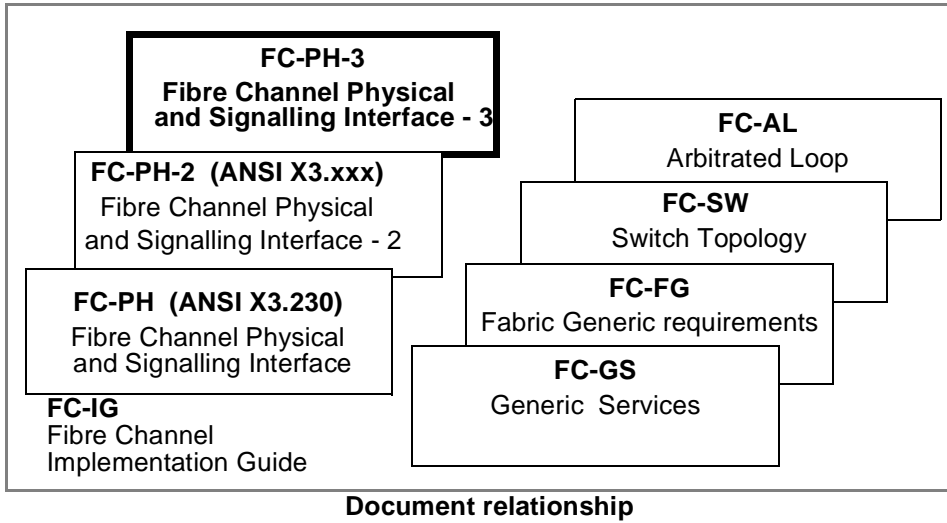 FC-PH-3
Fibre Channel Physical
and Signalling Interface - 3
FC-PH-2 (ANSI X3.xxx)
Fibre Channel Physical
and Signalling Interface - 2
FC-PH (ANSI X3.230)
Fibre Channel Physical
and Signalling Interface
FC-IG
Fibre Channel
Implementation Guide
FC-AL
Arbitrated Loop
FC-SW
Switch Topology
FC-FG
Fabric Generic requirements
FC-GS
Generic Services
Document relationship